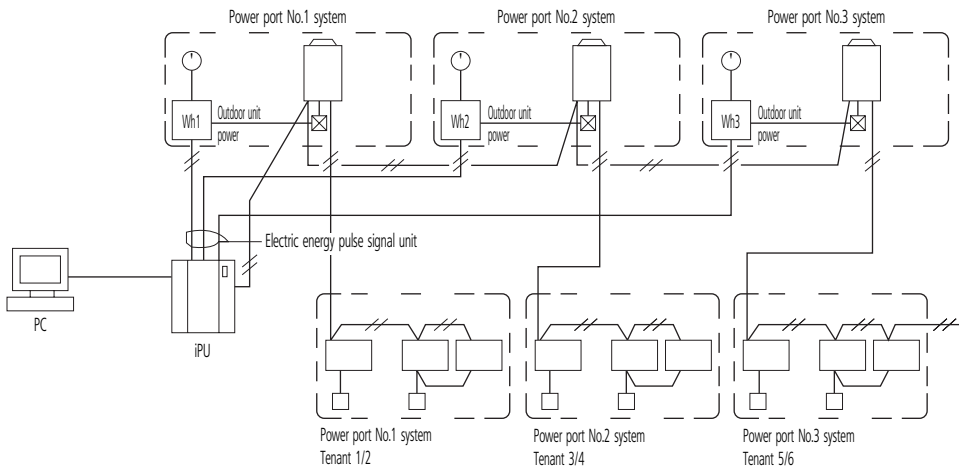 Power port No.1 system
Power port No.2 system
Power port No.3 system
Wh1
Outdoor unit
power
Wh2
Outdoor unit
power
Wh3
Outdoor unit
power
Electric energy pulse signal unit
PC
iPU
Power port No.1 system
Tenant 1/2
Power port No.2 system
Tenant 3/4
Power port No.3 system
Tenant 5/6